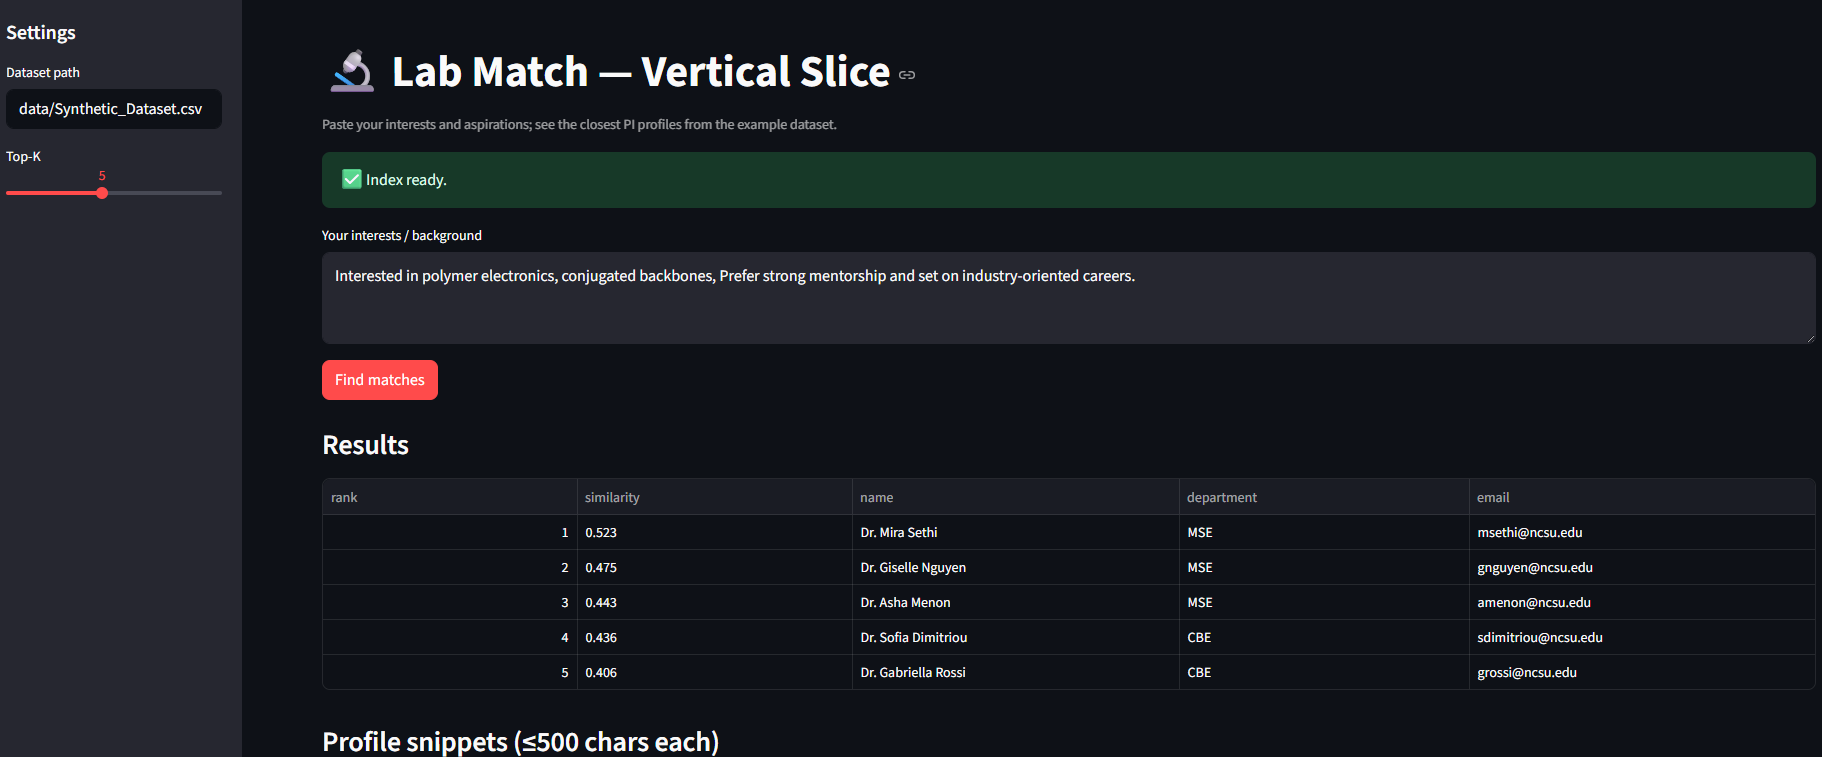 Settings
Dataset path
data/Synthetic_Dataset.csv
Top-K
5
Lab Match — Vertical Slice
Paste your interests and aspirations; see the closest PI profiles from the example dataset.
Index ready.
Your interests / background
Interested in polymer electronics, conjugated backbones, Prefer strong mentorship and set on industry-oriented careers.
Find matches
Results
rank similarity name department email
1 0.523 Dr. Mira Sethi MSE msethi@ncsu.edu
2 0.475 Dr. Giselle Nguyen MSE gnguyen@ncsu.edu
3 0.443 Dr. Asha Menon MSE amenon@ncsu.edu
4 0.436 Dr. Sofia Dimitriou CBE sdimitriou@ncsu.edu
5 0.406 Dr. Gabriella Rossi CBE grossi@ncsu.edu
Profile snippets (≤500 chars each)